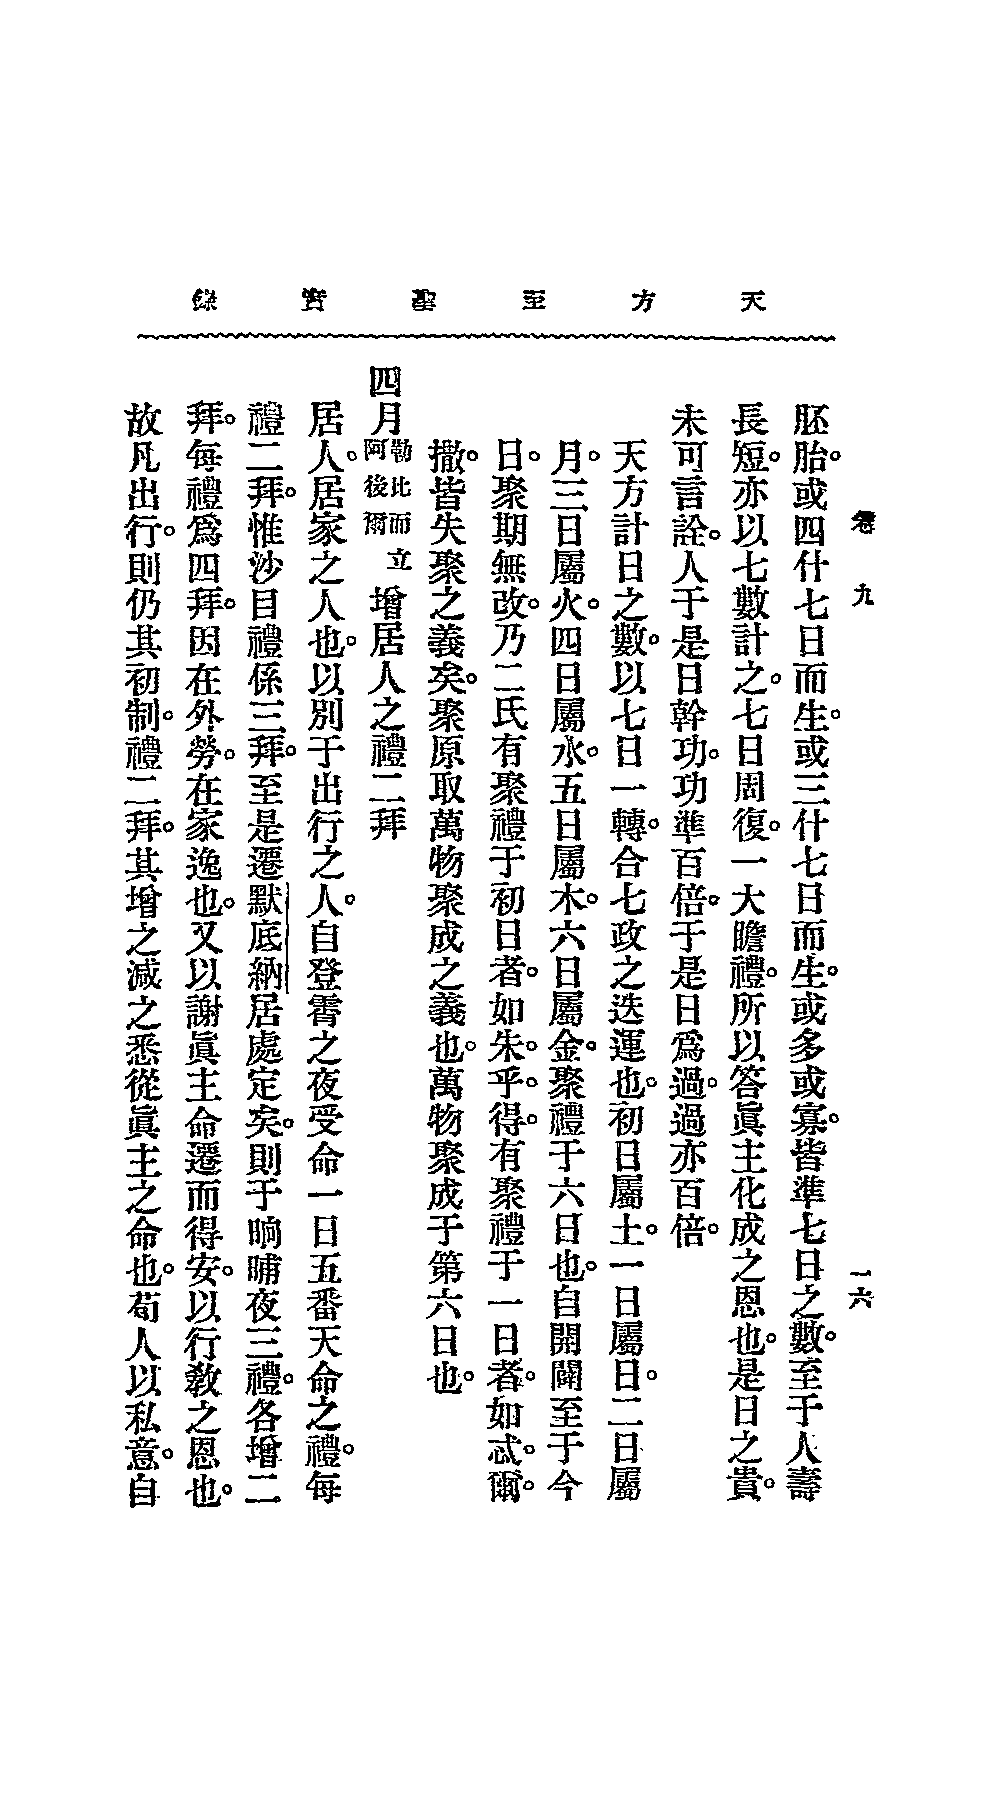 天方至聖實錄
卷九
一六
胚胎。或四什七日而生。或三什七日而生。或多或寡。皆準七日之數。至于人壽
長短。亦以七數計之。七日周復。一大瞻禮。所以答眞主化成之恩也。是日之貴。
未可言詮。人于是日幹功。功準百倍。于是日爲過。過亦百倍。
天方計日之數。以七日一轉。合七政之迭運也。初日屬土。一日屬日。二日屬
月。三日屬火。四日屬水。五日屬木。六日屬金。聚禮于六日也。自開闢至于今
日。聚期無改。乃二氏有聚禮于初日者。如朱乎得。有聚禮于一日者。如忒爾
撒。皆失聚之義矣。聚原取萬物聚成之義也。萬物聚成于第六日也。
四月勒比而立阿後爾 增居人之禮二拜
居人。居家之人也。以別于出行之人。自登霄之夜受命一日五番天命之禮。每
禮二拜。惟沙目禮係三拜。至是遷默底納居處定矣。則于晌晡夜三禮。各增二
拜。每禮爲四拜。因在外勞。在家逸也。又以謝眞主命遷而得安。以行敎之恩也。
故凡出行。則仍其初制。禮二拜。其增之減之悉從眞主之命也。苟人以私意。自